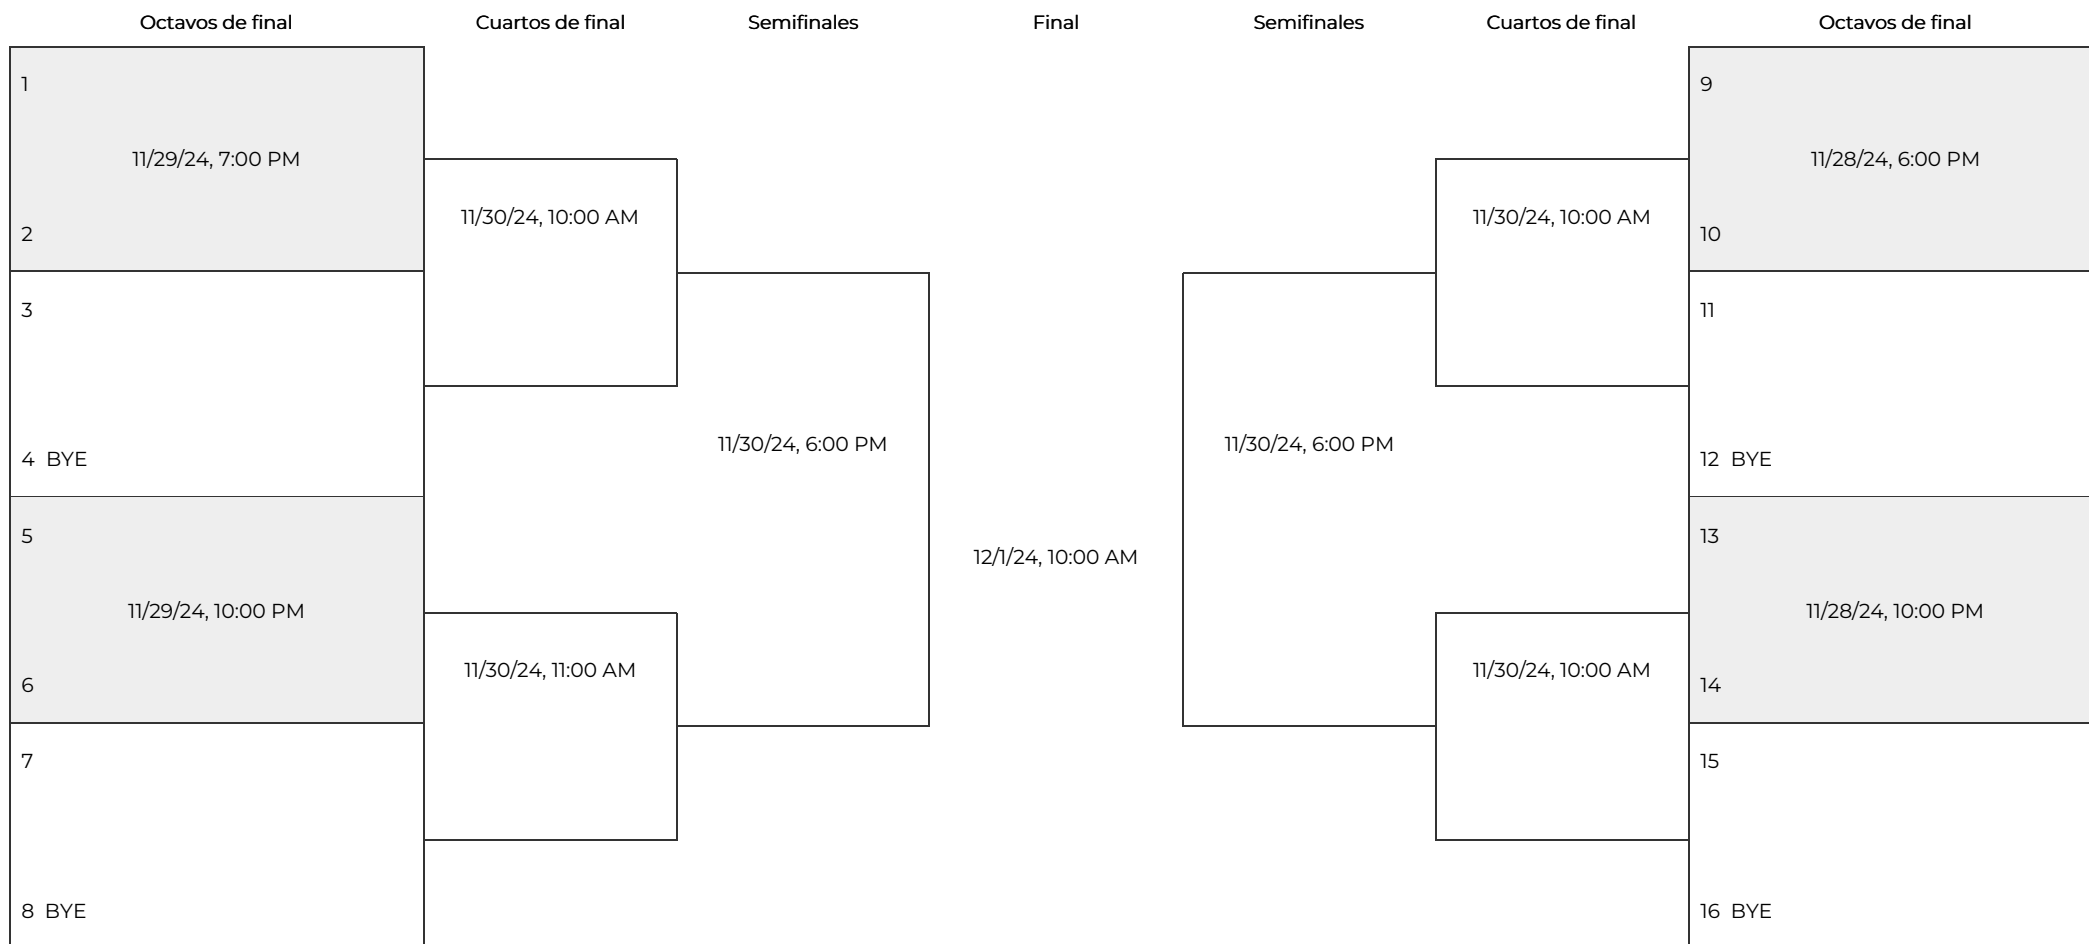 Octavos de final
Cuartos de final
Semifinales
Final
Semifinales
Cuartos de final
Octavos de final
1
11/29/24, 7:00 PM
2
3
4 BYE
5
11/29/24, 10:00 PM
6
7
8 BYE
11/30/24, 10:00 AM
11/30/24, 11:00 AM
11/30/24, 6:00 PM
12/1/24, 10:00 AM
11/30/24, 6:00 PM
11/30/24, 10:00 AM
11/30/24, 10:00 AM
9
11/28/24, 6:00 PM
10
11
12 BYE
13
11/28/24, 10:00 PM
14
15
16 BYE